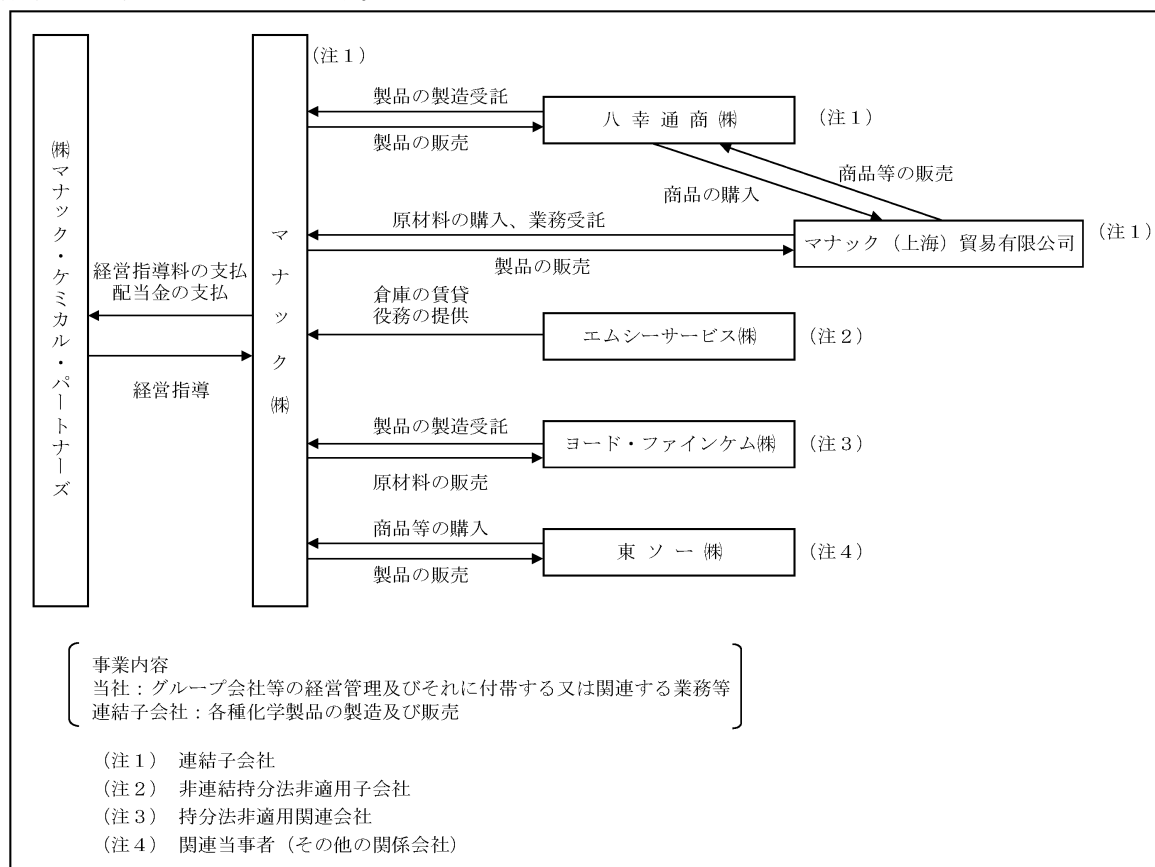 ㈱マナック・ケミカル・パートナーズ
経営指導料の支払
配当金の支払
経営指導
マナック㈱
（注１）
製品の製造受託
製品の販売
八幸通商㈱
（注１）
商品の購入
商品等の販売
原材料の購入、業務受託
製品の販売
マナック（上海）貿易有限公司
（注１）
倉庫の賃貸
役務の提供
エムシーサービス㈱
（注２）
製品の製造受託
原材料の販売
ヨード・ファインケム㈱
（注３）
商品等の購入
製品の販売
東ソー㈱
（注４）
事業内容
当社：グループ会社等の経営管理及びそれに付帯する又は関連する業務等
連結子会社：各種化学製品の製造及び販売
（注１） 連結子会社
（注２） 非連結持分法非適用子会社
（注３） 持分法非適用関連会社
（注４） 関連当事者（その他の関係会社）